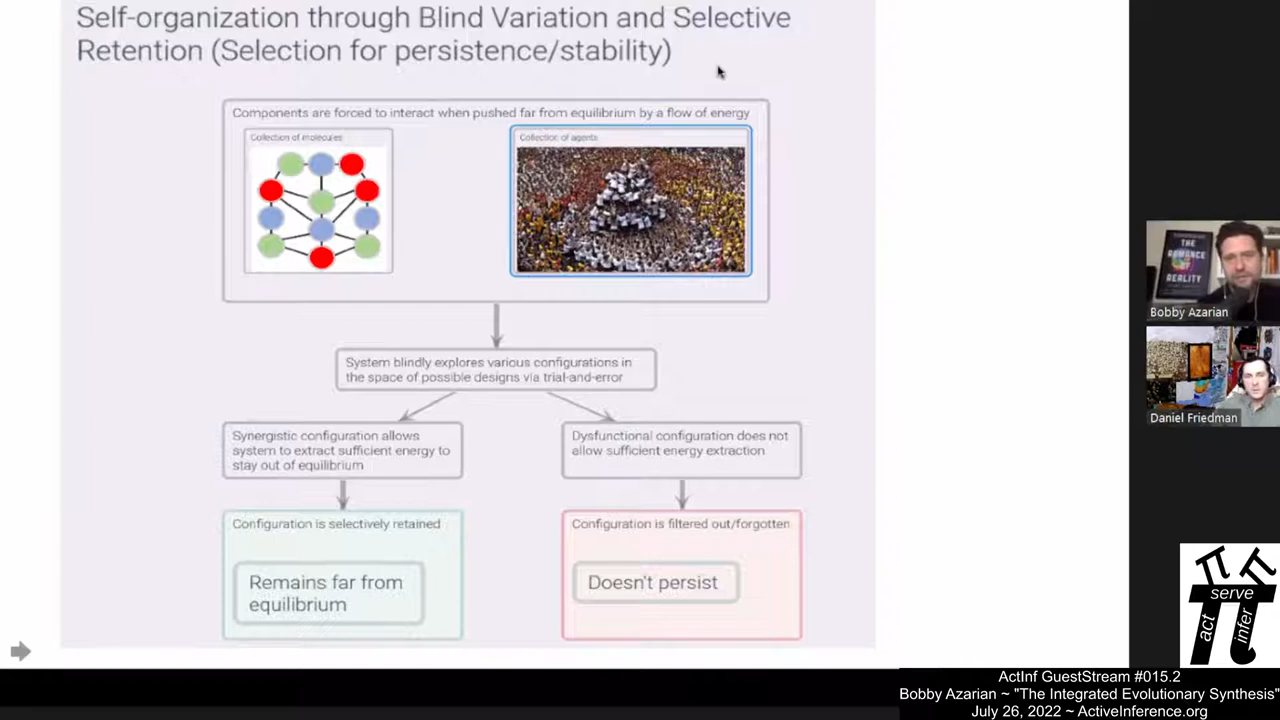 Self-organization through Blind Variation and Selective
Retention (Selection for persistence/stability)
Components are forced to interact when pushed far from equilibrium by a flow of energy
Collection of molecules
Collection of agents
System blindly explores various configurations in
the space of possible designs via trial-and-error
Synergistic configuration allows
system to extract sufficient energy to
stay out of equilibrium
Dysfunctional configuration does not
allow sufficient energy extraction
Configuration is selectively retained
Remains far from
equilibrium
Configuration is filtered out/forgotten
Doesn't persist
THE
ROMANCE
REALITY
Bobby Azarian
Daniel Friedman
π π
π
serve
act
infer
ActInf GuestStream #015.2
Bobby Azarian ~ "The Integrated Evolutionary Synthesis"
July 26, 2022 ~ ActiveInference.org